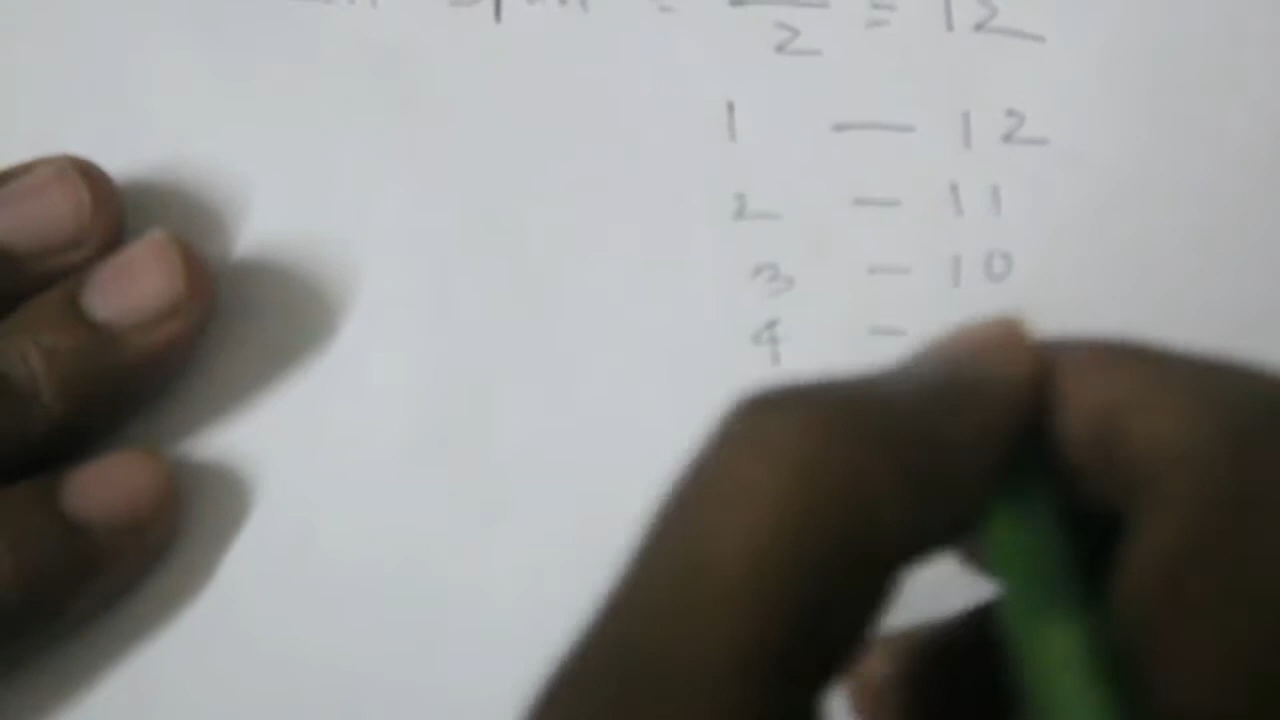 2 = 12
1 — 12
2 - 11
3 - 10
4 -